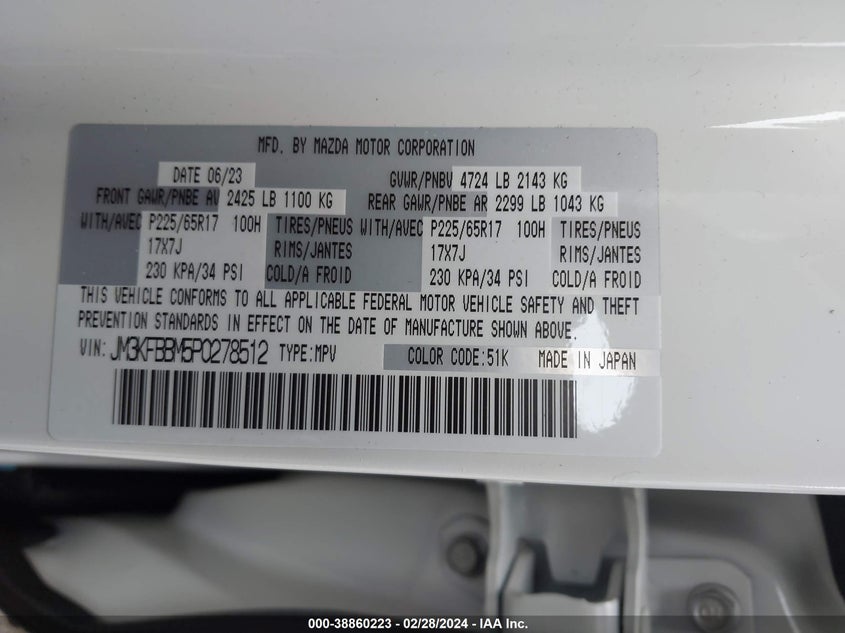 MFD. BY MAZDA MOTOR CORPORATION
DATE 06/23 GVWR/PNBV 4724 LB 2143 KG
FRONT GAWR/PNBE AV 2425 LB 1100 KG REAR GAWR/PNBE AR 2299 LB 1043 KG
WITH/AVEC P225/65R17 100H TIRES/PNEUS WITH/AVEC P225/65R17 100H TIRES/PNEUS
17X7J RIMS/JANTES 17X7J RIMS/JANTES
230 KPA/34 PSI COLD/A FROID 230 KPA/34 PSI COLD/A FROID
THIS VEHICLE CONFORMS TO ALL APPLICABLE FEDERAL MOTOR VEHICLE SAFETY AND THEFT
PREVENTION STANDARDS IN EFFECT ON THE DATE OF MANUFACTURE SHOWN ABOVE.
VIN: JM3KFBBM5P0278512 TYPE:MPV COLOR CODE:51K MADE IN JAPAN
000-38860223 - 02/28/2024 - IAA Inc.